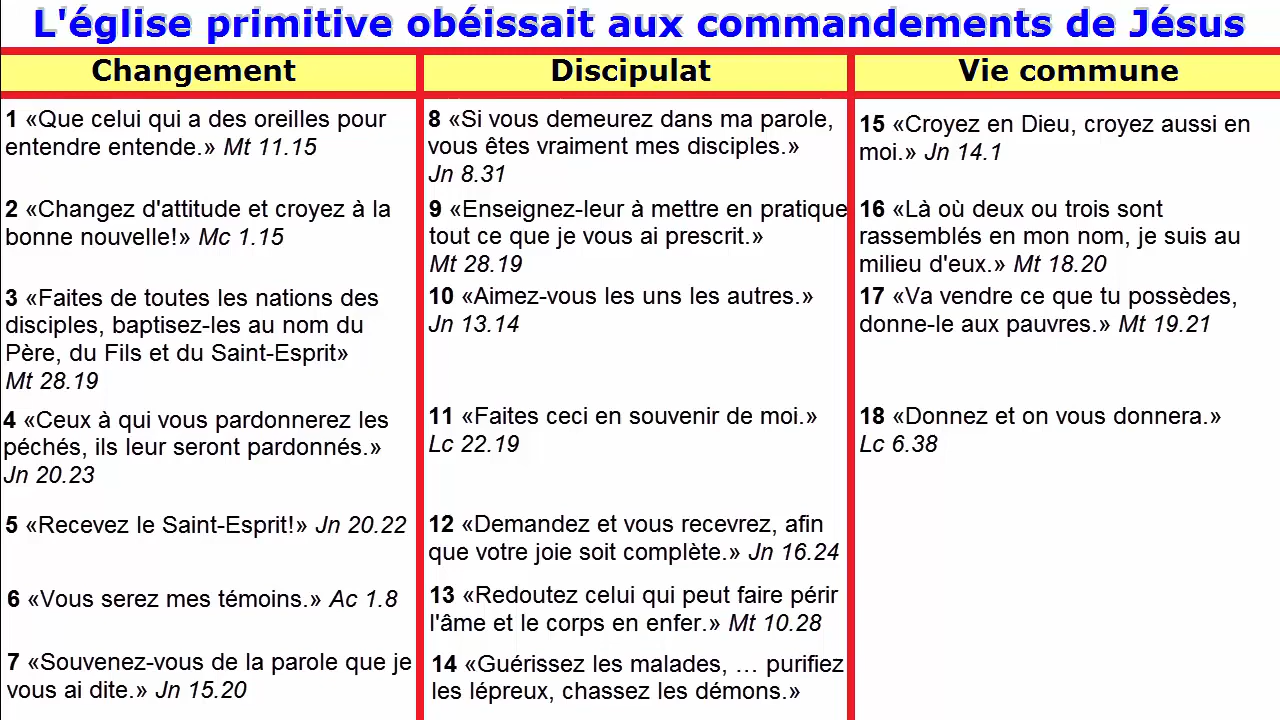 L'église primitive obéissait aux commandements de Jésus
Changement
1 «Que celui qui a des oreilles pour
entendre entende.» Mt 11.15
2 «Changez d'attitude et croyez à la
bonne nouvelle!» Mc 1.15
3 «Faites de toutes les nations des
disciples, baptisez-les au nom du
Père, du Fils et du Saint-Esprit»
Mt 28.19
4 «Ceux à qui vous pardonnerez les
péchés, ils leur seront pardonnés.»
Jn 20.23
5 «Recevez le Saint-Esprit!» Jn 20.22
6 «Vous serez mes témoins.» Ac 1.8
7 «Souvenez-vous de la parole que je
vous ai dite.» Jn 15.20
Discipulat
8 «Si vous demeurez dans ma parole,
vous êtes vraiment mes disciples.»
Jn 8.31
9 «Enseignez-leur à mettre en pratique
tout ce que je vous ai prescrit.»
Mt 28.19
10 «Aimez-vous les uns les autres.»
Jn 13.14
11 «Faites ceci en souvenir de moi.»
Lc 22.19
12 «Demandez et vous recevrez, afin
que votre joie soit complète.» Jn 16.24
13 «Redoutez celui qui peut faire périr
l'âme et le corps en enfer.» Mt 10.28
14 «Guérissez les malades, … purifiez
les lépreux, chassez les démons.»
Vie commune
15 «Croyez en Dieu, croyez aussi en
moi.» Jn 14.1
16 «Là où deux ou trois sont
rassemblés en mon nom, je suis au
milieu d'eux.» Mt 18.20
17 «Va vendre ce que tu possèdes,
donne-le aux pauvres.» Mt 19.21
18 «Donnez et on vous donnera.»
Lc 6.38